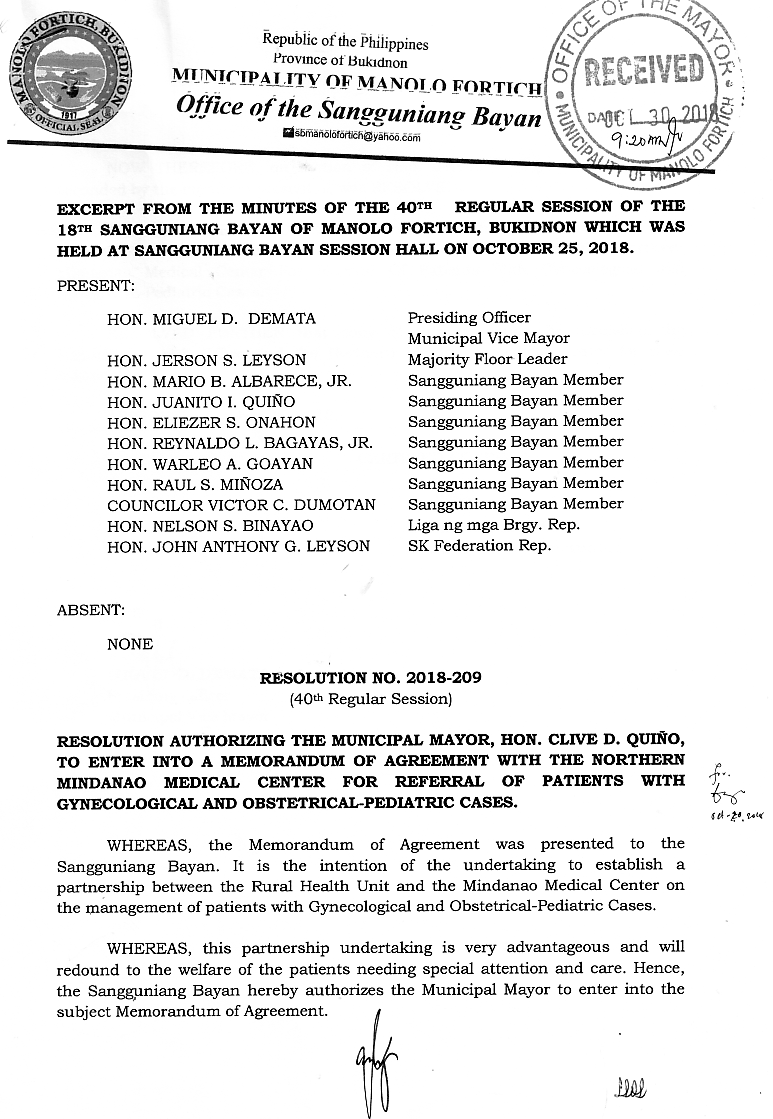 MANOLO FORTICH, BUKIDNON
1917
OFFICIAL SEAL
Republic of the Philippines
Province of Bukidnon
MUNICIPALITY OF MANOLO FORTICH
Office of the Sangguniang Bayan
sbmanolofortich@yahoo.com
OFFICE OF THE MAYOR
RECEIVED
DATE 30 2018
9:20
MUNICIPALITY OF MANOLO FORTICH
EXCERPT FROM THE MINUTES OF THE 40TH REGULAR SESSION OF THE
18TH SANGGUNIANG BAYAN OF MANOLO FORTICH, BUKIDNON WHICH WAS
HELD AT SANGGUNIANG BAYAN SESSION HALL ON OCTOBER 25, 2018.
PRESENT:
HON. MIGUEL D. DEMATA Presiding Officer
Municipal Vice Mayor
HON. JERSON S. LEYSON Majority Floor Leader
HON. MARIO B. ALBARECE, JR. Sangguniang Bayan Member
HON. JUANITO I. QUIÑO Sangguniang Bayan Member
HON. ELIEZER S. ONAHON Sangguniang Bayan Member
HON. REYNALDO L. BAGAYAS, JR. Sangguniang Bayan Member
HON. WARLEO A. GOAYAN Sangguniang Bayan Member
HON. RAUL S. MIÑOZA Sangguniang Bayan Member
COUNCILOR VICTOR C. DUMOTAN Sangguniang Bayan Member
HON. NELSON S. BINAYAO Liga ng mga Brgy. Rep.
HON. JOHN ANTHONY G. LEYSON SK Federation Rep.
ABSENT:
NONE
RESOLUTION NO. 2018-209
(40th Regular Session)
RESOLUTION AUTHORIZING THE MUNICIPAL MAYOR, HON. CLIVE D. QUIÑO,
TO ENTER INTO A MEMORANDUM OF AGREEMENT WITH THE NORTHERN
MINDANAO MEDICAL CENTER FOR REFERRAL OF PATIENTS WITH
GYNECOLOGICAL AND OBSTETRICAL-PEDIATRIC CASES.
WHEREAS, the Memorandum of Agreement was presented to the
Sangguniang Bayan. It is the intention of the undertaking to establish a
partnership between the Rural Health Unit and the Mindanao Medical Center on
the management of patients with Gynecological and Obstetrical-Pediatric Cases.
WHEREAS, this partnership undertaking is very advantageous and will
redound to the welfare of the patients needing special attention and care. Hence,
the Sangguniang Bayan hereby authorizes the Municipal Mayor to enter into the
subject Memorandum of Agreement.